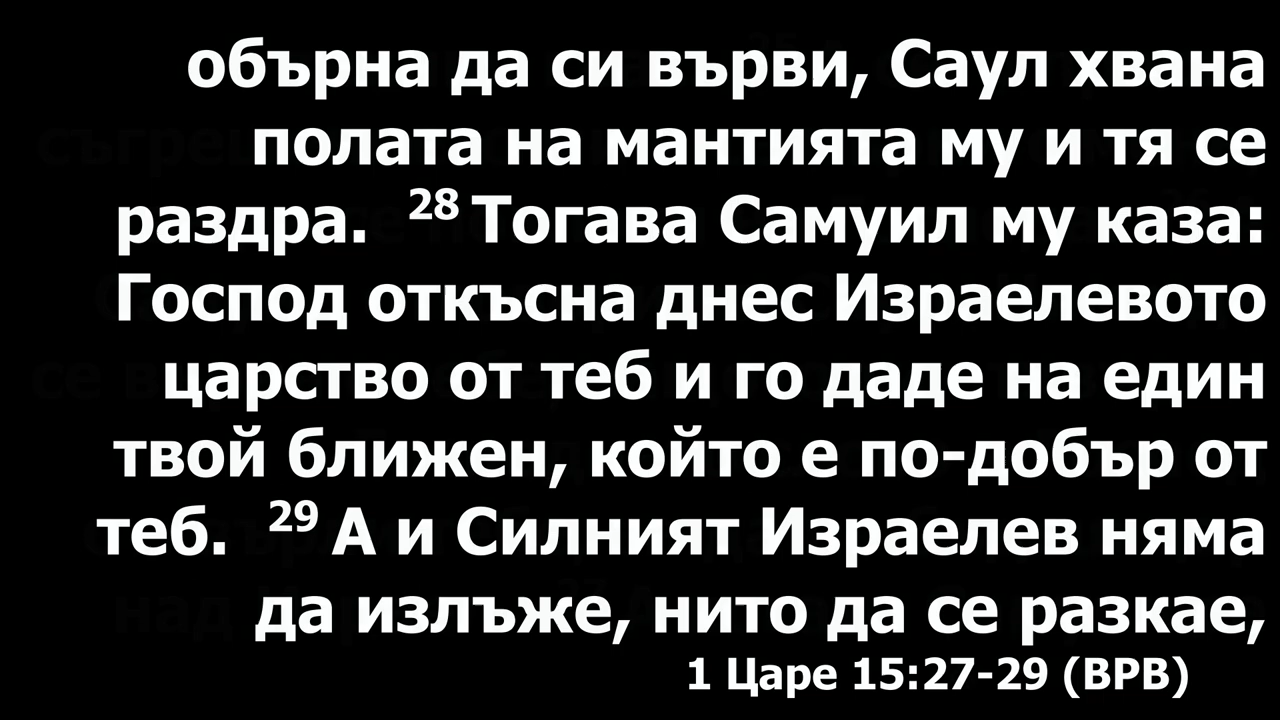 обърна да си върви, Саул хвана
полата на мантията му и тя се
раздра. 28 Тогава Самуил му каза:
Господ откъсна днес Израелевото
царство от теб и го даде на един
твой ближен, който е по-добър от
теб. 29 А и Силният Израелев няма
да излъже, нито да се разкае,
1 Царе 15:27-29 (ВРВ)